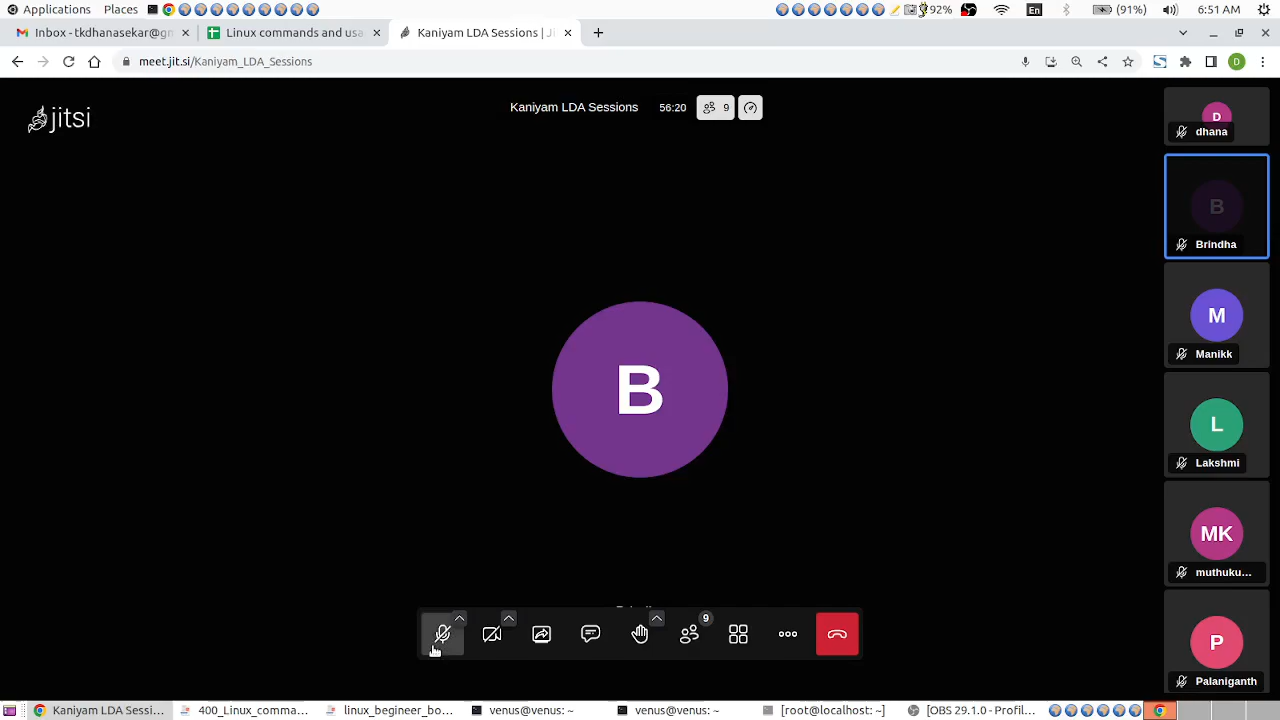 Applications Places 92% En (91%) 6:51 AM
Inbox - tkdhanasekar@gm Linux commands and usa Kaniyam LDA Sessions | Ji
meet.jit.si/Kaniyam_LDA_Sessions D
jitsi
Kaniyam LDA Sessions 56:20 9
D
dhana
B
Brindha
M
Manikk
B
L
Lakshmi
MK
muthuku...
9
P
Palaniganth
Kaniyam LDA Sessi... 400_Linux_comma... linux_begineer_bo... venus@venus: ~ venus@venus: ~ [root@localhost: ~] [OBS 29.1.0 - Profil...